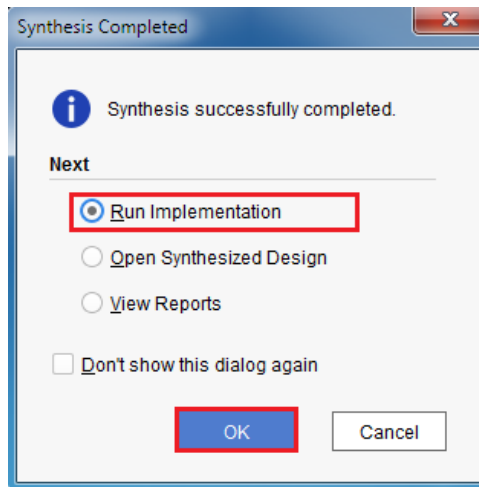 Synthesis Completed
Synthesis successfully completed.
Next
Run Implementation
Open Synthesized Design
View Reports
Don't show this dialog again
OK
Cancel